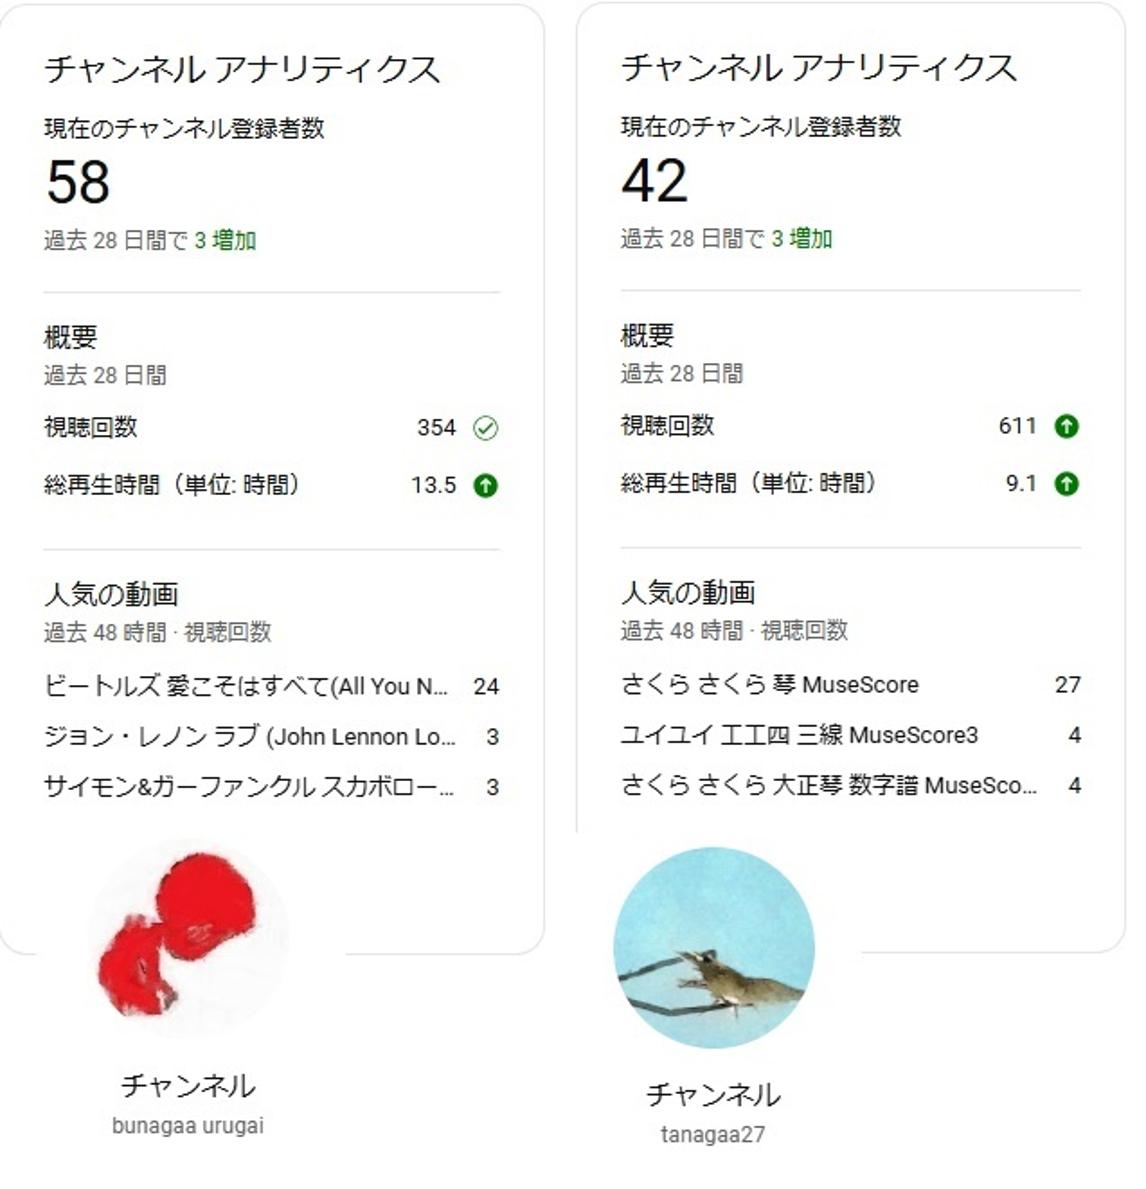 チャンネル アナリティクス
現在のチャンネル登録者数
58
過去 28 日間で 3 増加
概要
過去 28 日間
視聴回数 354
総再生時間（単位: 時間） 13.5
人気の動画
過去 48 時間 · 視聴回数
ビートルズ 愛こそはすべて(All You N... 24
ジョン・レノン ラブ (John Lennon Lo... 3
サイモン&ガーファンクル スカボロー... 3
チャンネル
bunagaa urugai
チャンネル アナリティクス
現在のチャンネル登録者数
42
過去 28 日間で 3 増加
概要
過去 28 日間
視聴回数 611
総再生時間（単位: 時間） 9.1
人気の動画
過去 48 時間 · 視聴回数
さくら さくら 琴 MuseScore 27
ユイユイ 工工四 三線 MuseScore3 4
さくら さくら 大正琴 数字譜 MuseSco... 4
チャンネル
tanagaa27